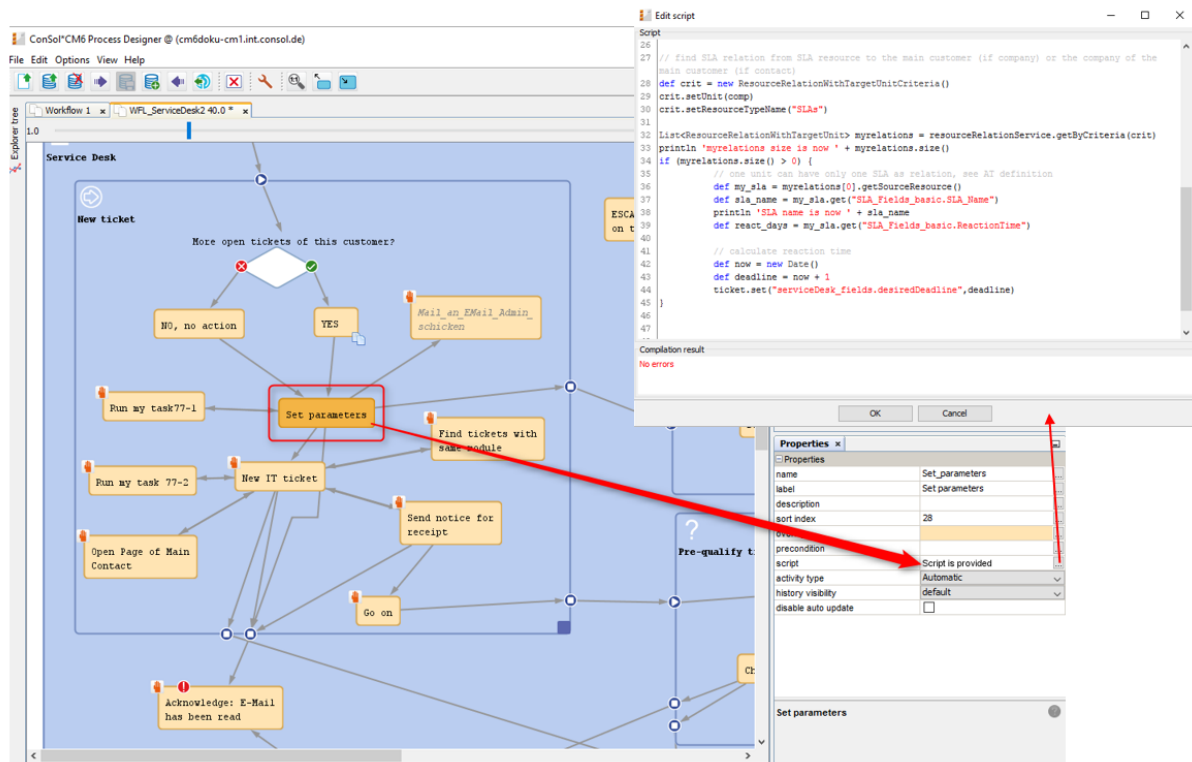 ConSol*CM6 Process Designer @ (cm6doku-cm1.int.consol.de)
File Edit Options View Help
Workflow 1 x
WFL_ServiceDesk2 40.0 * x
Explorer tree
1.0
Service Desk
New ticket
More open tickets of this customer?
NO, no action
YES
Mail_an_EMail_Admin_
schicken
ESCA
on t
Run my task77-1
Set parameters
Find tickets with
same module
Run my task 77-2
New IT ticket
Send notice for
receipt
Open Page of Main
Contact
Go on
Pre-qualify ti
?
Ch
Acknowledge: E-Mail
has been read
Edit script
Script
26
27 // find SLA relation from SLA resource to the main customer (if company) or the company of the
main customer (if contact)
28 def crit = new ResourceRelationWithTargetUnitCriteria()
29 crit.setUnit(comp)
30 crit.setResourceTypeName("SLAs")
31
32 List<ResourceRelationWithTargetUnit> myrelations = resourceRelationService.getByCriteria(crit)
33 println 'myrelations size is now ' + myrelations.size()
34 if (myrelations.size() > 0) {
35 // one unit can have only one SLA as relation, see AT definition
36 def my_sla = myrelations[0].getSourceResource()
37 def sla_name = my_sla.get("SLA_Fields_basic.SLA_Name")
38 println 'SLA name is now ' + sla_name
39 def react_days = my_sla.get("SLA_Fields_basic.ReactionTime")
40
41 // calculate reaction time
42 def now = new Date()
43 def deadline = now + 1
44 ticket.set("serviceDesk_fields.desiredDeadline",deadline)
45 }
46
47
Compilation result
No errors
OK Cancel
Properties x
Properties
name Set_parameters
label Set parameters
description
sort index 28
precondition
script Script is provided
activity type Automatic
history visibility default
disable auto update
Set parameters
?